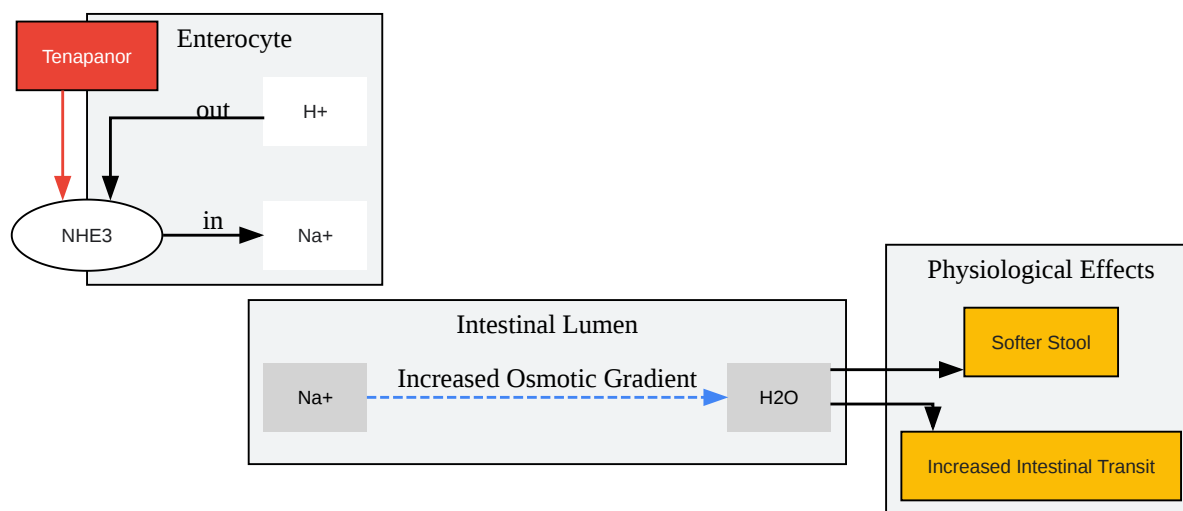 Tenapanor
Enterocyte
out
H+
NHE3
in
Na+
Physiological Effects
Intestinal Lumen
Softer Stool
Na+
Increased Osmotic Gradient
H2O
Increased Intestinal Transit